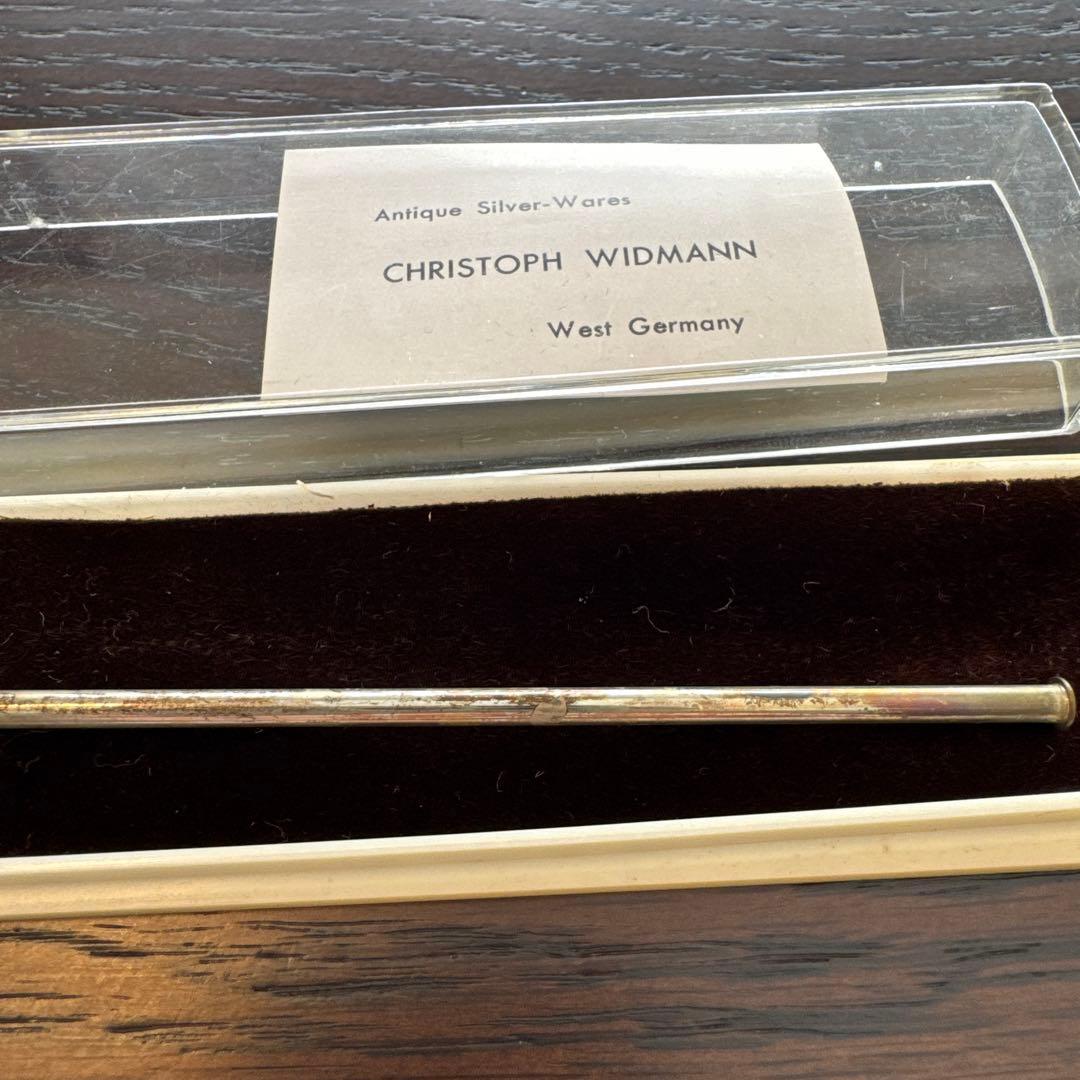 Antique Silver-Wares
CHRISTOPH WIDMANN
West Germany